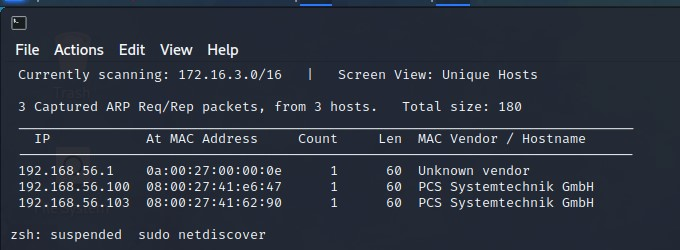 File Actions Edit View Help
Currently scanning: 172.16.3.0/16 | Screen View: Unique Hosts
3 Captured ARP Req/Rep packets, from 3 hosts. Total size: 180
IP At MAC Address Count Len MAC Vendor / Hostname
192.168.56.1 0a:00:27:00:00:0e 1 60 Unknown vendor
192.168.56.100 08:00:27:41:e6:47 1 60 PCS Systemtechnik GmbH
192.168.56.103 08:00:27:41:62:90 1 60 PCS Systemtechnik GmbH
zsh: suspended sudo netdiscover